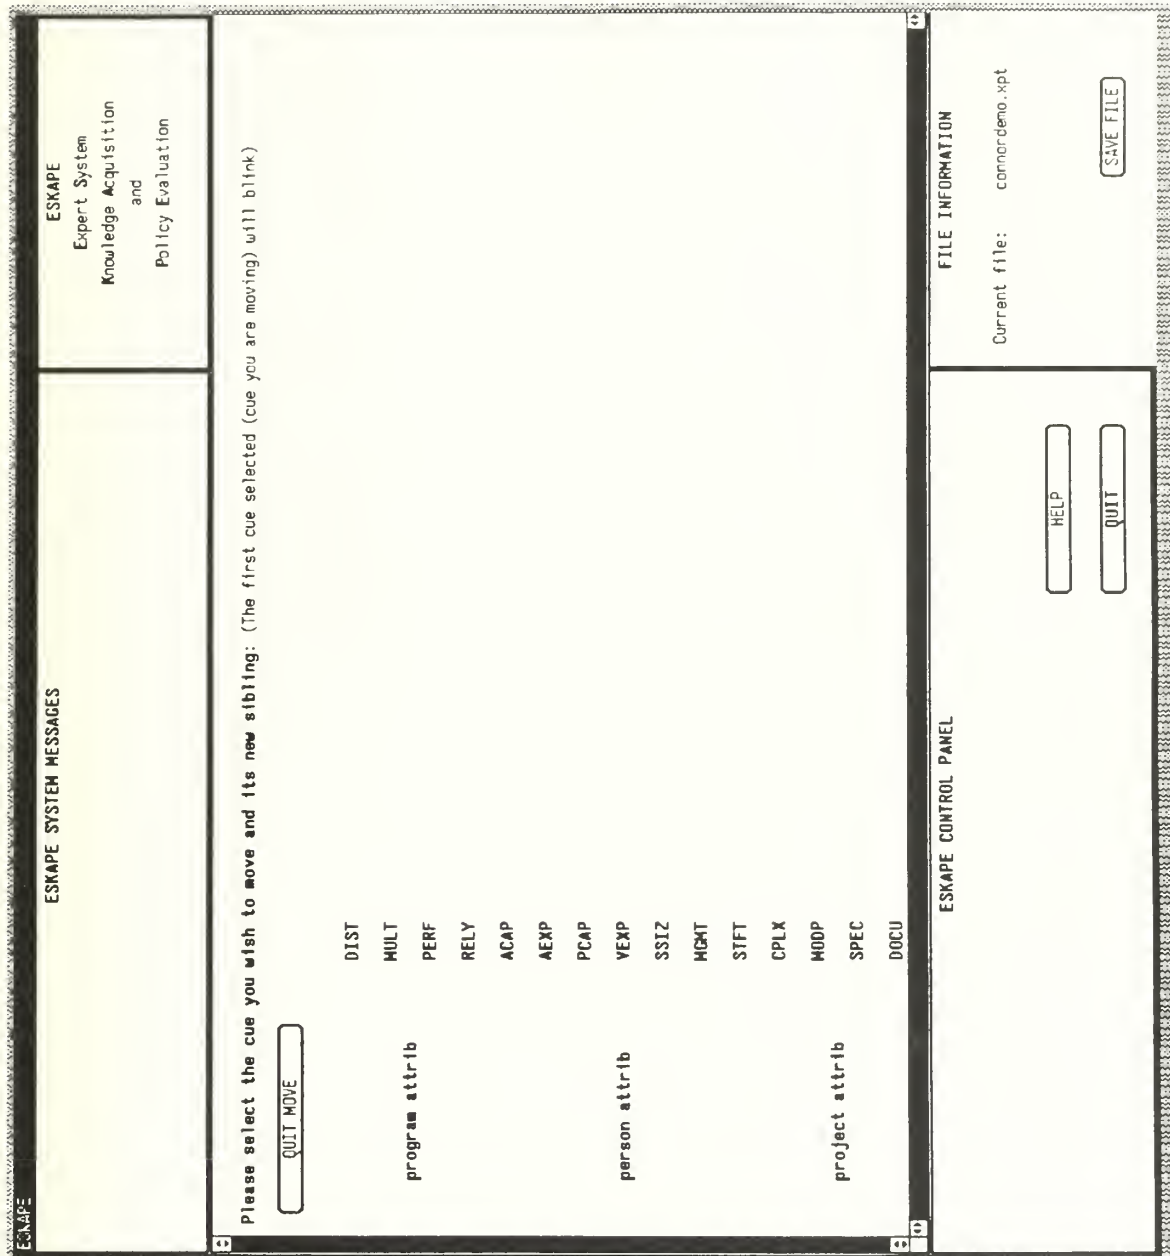 ESKAPE
ESKAPE SYSTEM MESSAGES
ESKAPE
Expert System
Knowledge Acquisition
and
Policy Evaluation
Please select the cue you wish to move and its new sibling: (The first cue selected (cue you are moving) will blink)
QUIT MOVE
DIST
program attrib
MULT
PERF
RELY
ACAP
AEXP
person attrib
PCAP
VEXP
SSIZ
MGMT
STFT
CPLX
project attrib
MODP
SPEC
DOCU
ESKAPE CONTROL PANEL
HELP
QUIT
FILE INFORMATION
Current file: connordemo.xpt
SAVE FILE